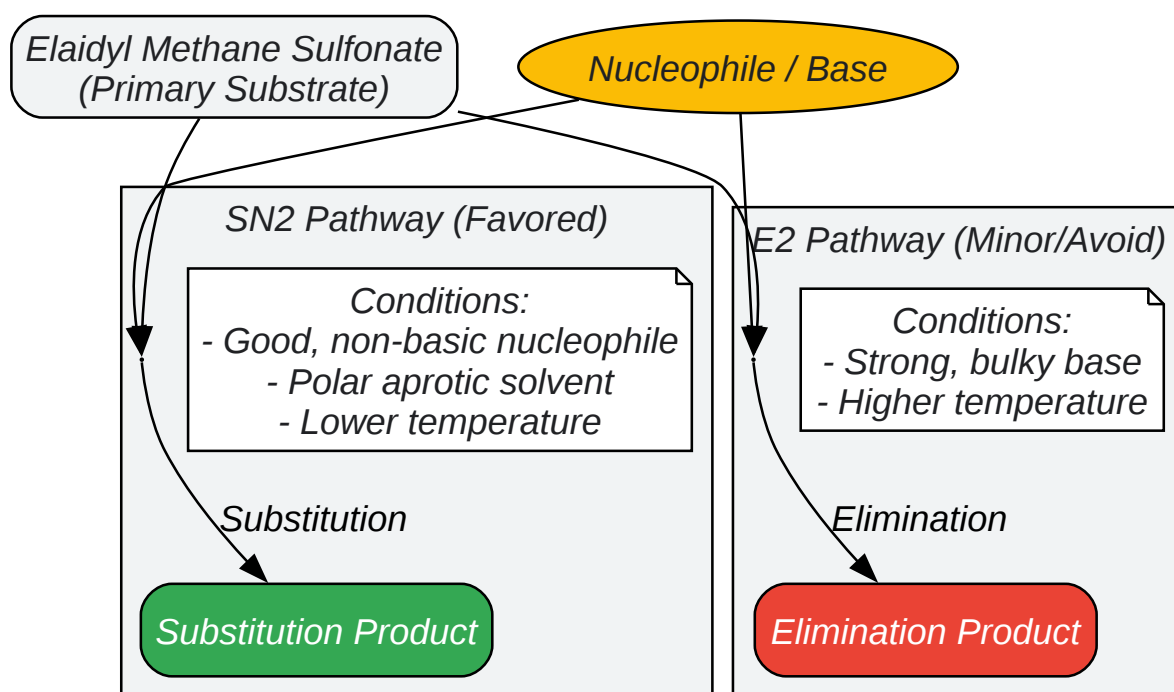 Elaidyl Methane Sulfonate
(Primary Substrate)
Nucleophile / Base
SN2 Pathway (Favored)
Conditions:
- Good, non-basic nucleophile
- Polar aprotic solvent
- Lower temperature
Substitution
Substitution Product
E2 Pathway (Minor/Avoid)
Conditions:
- Strong, bulky base
- Higher temperature
Elimination
Elimination Product